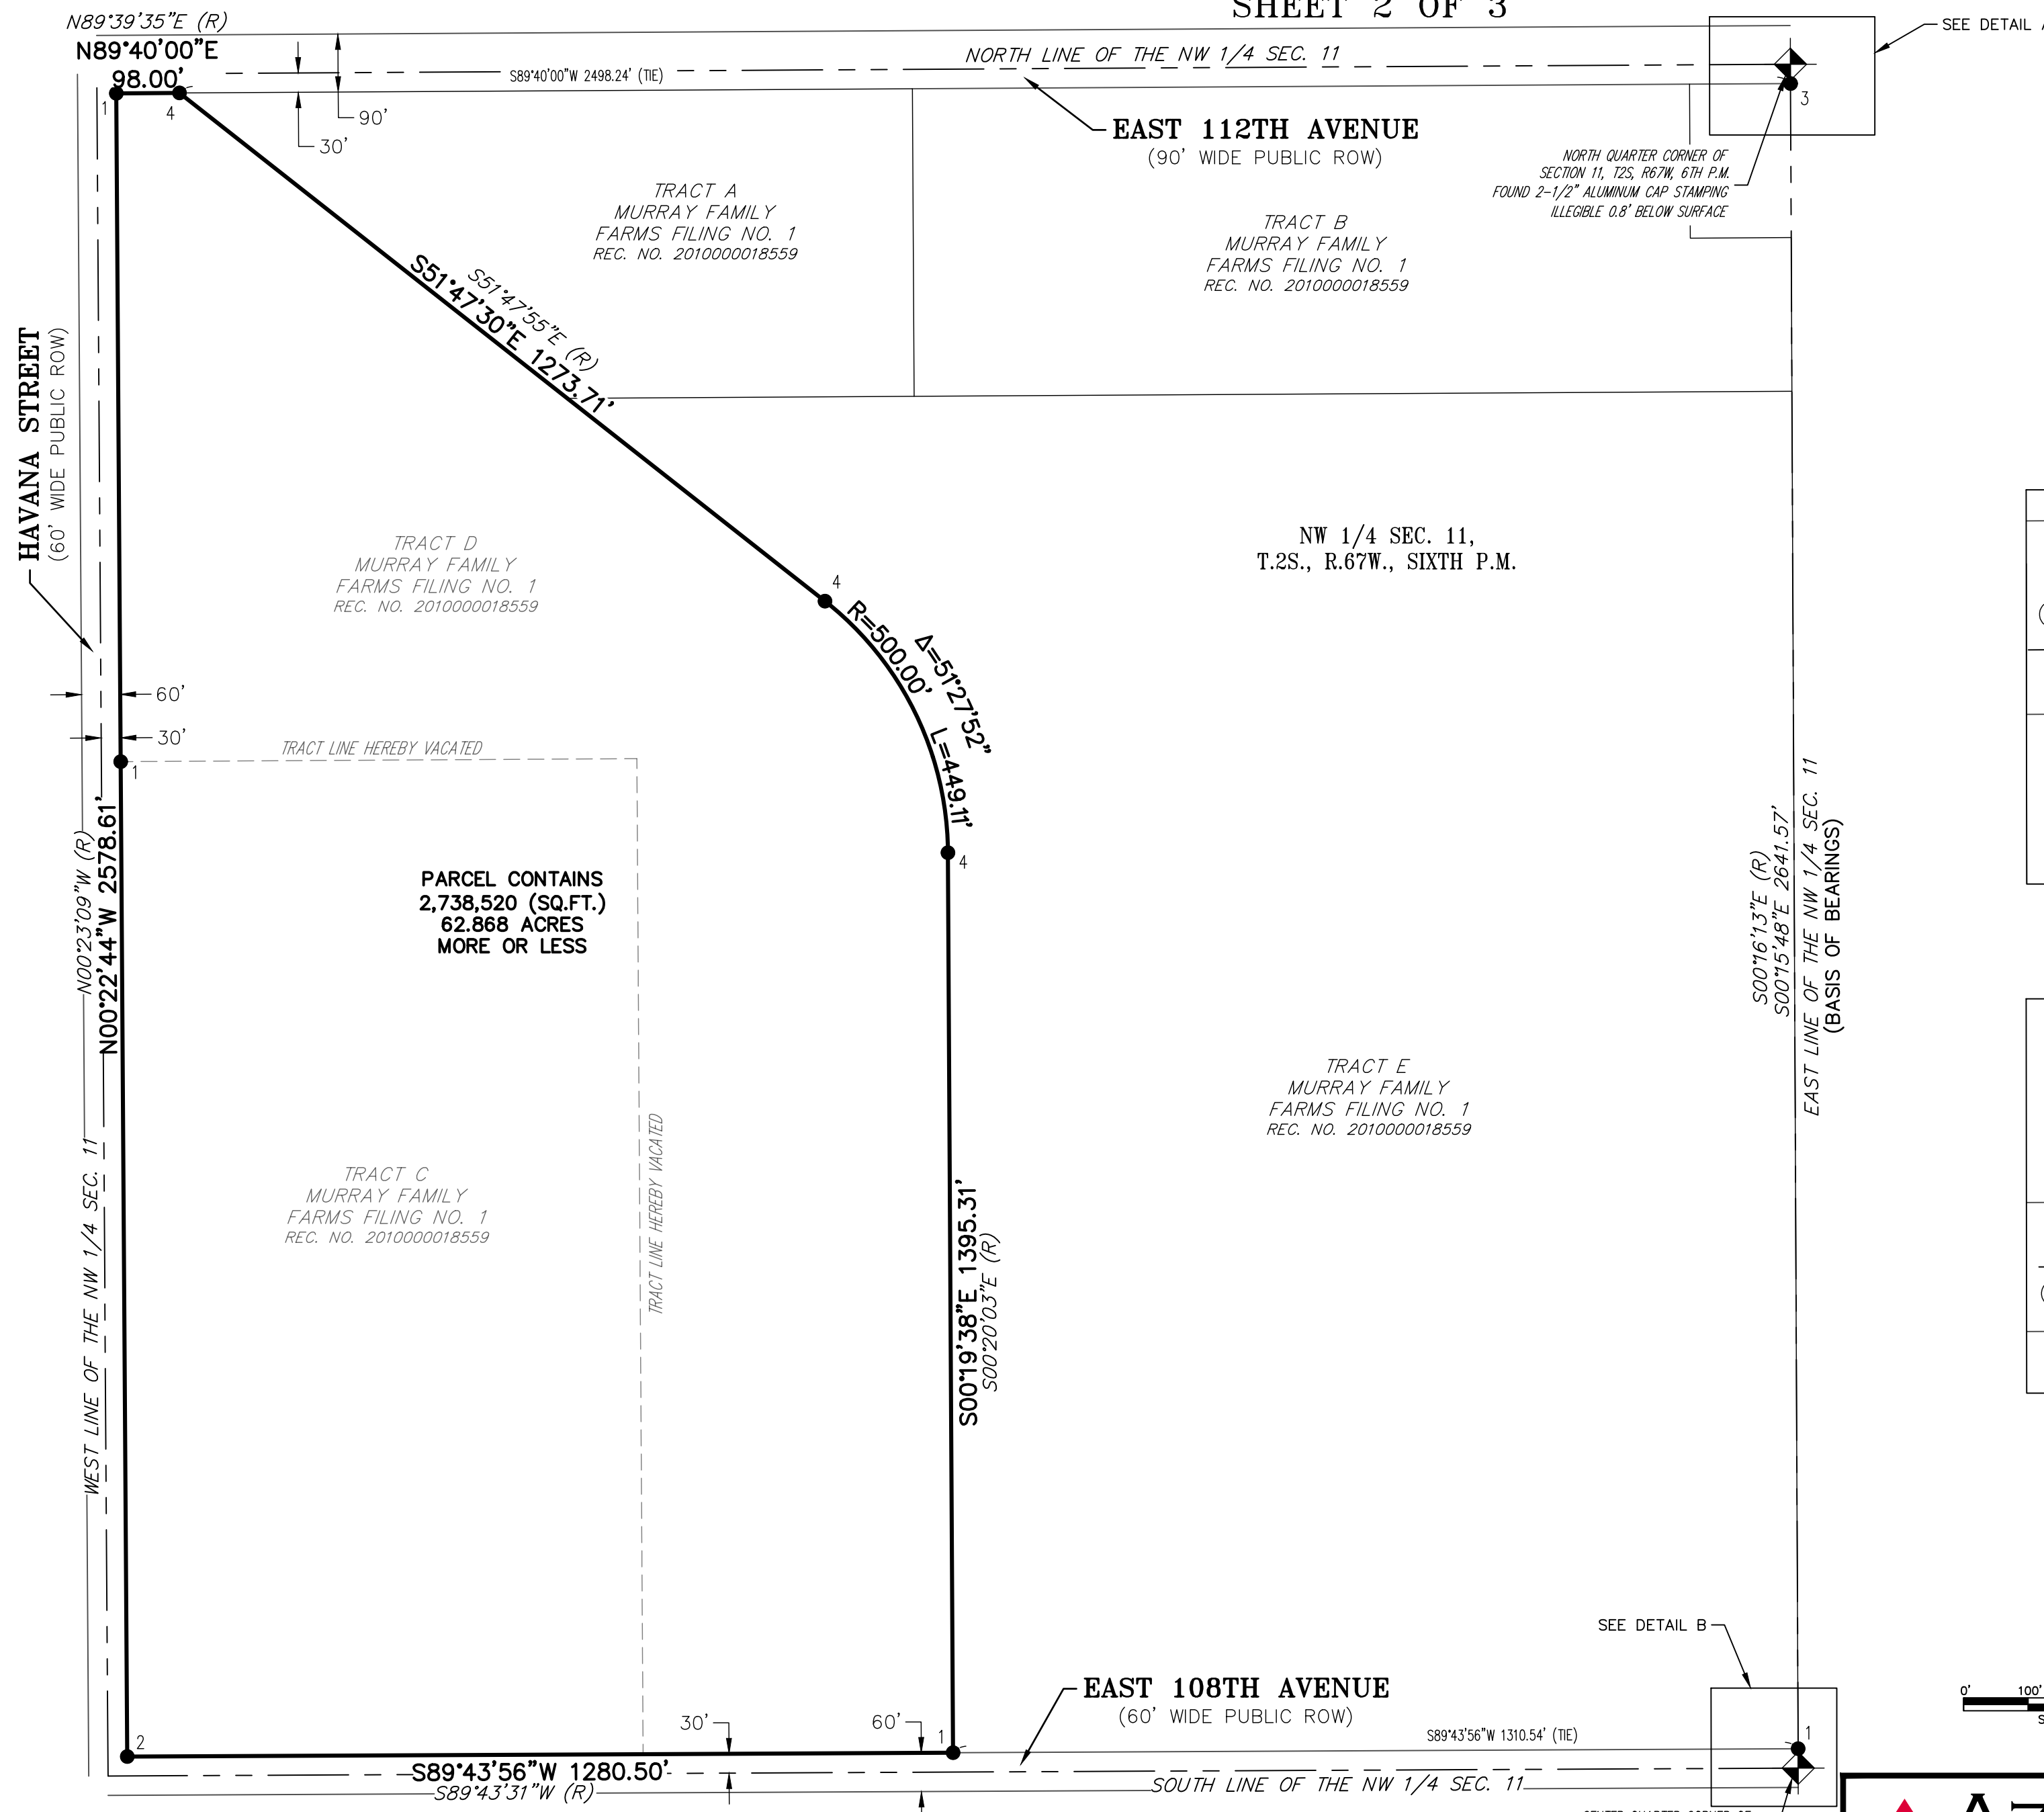 SHEET 2 OF 3
N89°39'35"E (R)
N89°40'00"E
98.00'
1
4
S89°40'00"W 2498.24' (TIE)
NORTH LINE OF THE NW 1/4 SEC. 11
SEE DETAIL
3
90'
30'
EAST 112TH AVENUE
(90' WIDE PUBLIC ROW)
NORTH QUARTER CORNER OF
SECTION 11, T2S, R67W, 6TH P.M.
FOUND 2-1/2" ALUMINUM CAP STAMPING
ILLEGIBLE 0.8' BELOW SURFACE
TRACT A
MURRAY FAMILY
FARMS FILING NO. 1
REC. NO. 2010000018559
TRACT B
MURRAY FAMILY
FARMS FILING NO. 1
REC. NO. 2010000018559
S51°47'55"E (R)
S51°47'30"E 1273.71'
HAVANA STREET
(60' WIDE PUBLIC ROW)
TRACT D
MURRAY FAMILY
FARMS FILING NO. 1
REC. NO. 2010000018559
NW 1/4 SEC. 11,
T.2S., R.67W., SIXTH P.M.
4
R=500.00'
Δ=51°27'52"
L=449.11'
4
60'
30'
1
TRACT LINE HEREBY VACATED
N00°23'09"W (R)
N00°22'44"W 2578.61'
PARCEL CONTAINS
2,738,520 (SQ.FT.)
62.868 ACRES
MORE OR LESS
S00°16'13"E (R)
S00°15'48"E 2641.57'
EAST LINE OF THE NW 1/4 SEC. 11
(BASIS OF BEARINGS)
TRACT E
MURRAY FAMILY
FARMS FILING NO. 1
REC. NO. 2010000018559
TRACT LINE HEREBY VACATED
TRACT C
MURRAY FAMILY
FARMS FILING NO. 1
REC. NO. 2010000018559
WEST LINE OF THE NW 1/4 SEC. 11
S00°19'38"E 1395.31'
S00°20'03"E (R)
SEE DETAIL B
EAST 108TH AVENUE
(60' WIDE PUBLIC ROW)
0' 100'
30'
60'
1
2
S89°43'56"W 1310.54' (TIE)
1
S89°43'56"W 1280.50'
S89°43'31"W (R)
SOUTH LINE OF THE NW 1/4 SEC. 11